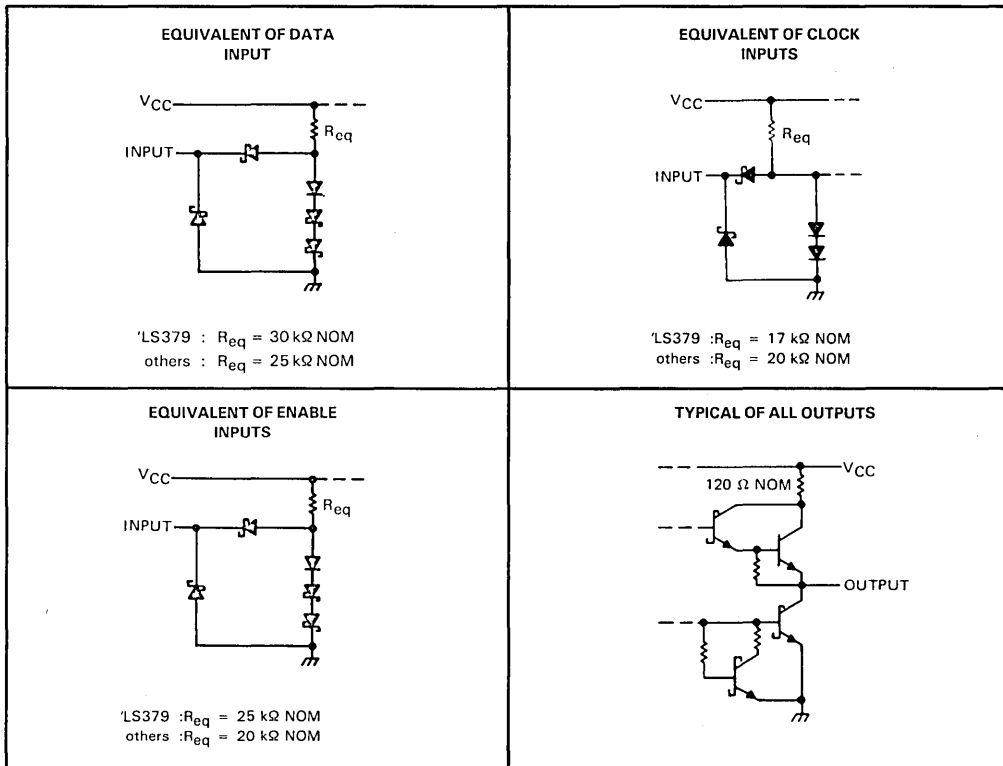 EQUIVALENT OF DATA
INPUT
VCC
Req
INPUT
'LS379 : Req = 30 kΩ NOM
others : Req = 25 kΩ NOM
EQUIVALENT OF CLOCK
INPUTS
VCC
Req
INPUT
'LS379 :Req = 17 kΩ NOM
others :Req = 20 kΩ NOM
EQUIVALENT OF ENABLE
INPUTS
VCC
Req
INPUT
'LS379 :Req = 25 kΩ NOM
others :Req = 20 kΩ NOM
TYPICAL OF ALL OUTPUTS
VCC
120 Ω NOM
OUTPUT